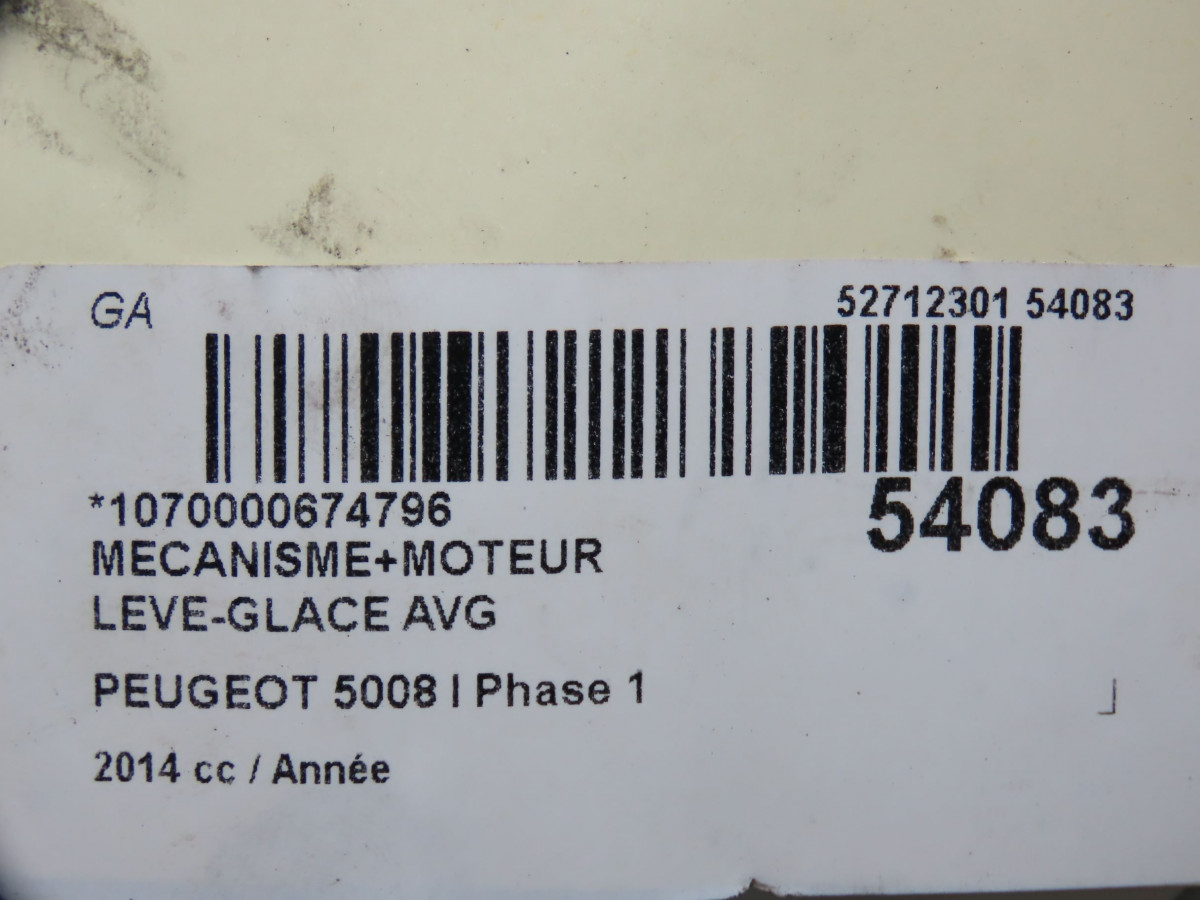 GA
52712301 54083
*1070000674796
54083
MECANISME+MOTEUR
LEVE-GLACE AVG
PEUGEOT 5008 I Phase 1
2014 cc / Année